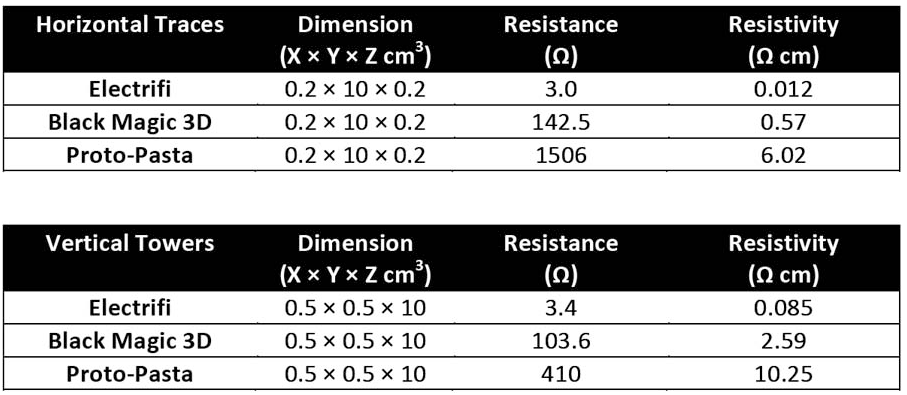 Horizontal Traces Dimension Resistance Resistivity
(X × Y × Z cm³) (Ω) (Ω cm)
Electrifi 0.2 × 10 × 0.2 3.0 0.012
Black Magic 3D 0.2 × 10 × 0.2 142.5 0.57
Proto-Pasta 0.2 × 10 × 0.2 1506 6.02
Vertical Towers Dimension Resistance Resistivity
(X × Y × Z cm³) (Ω) (Ω cm)
Electrifi 0.5 × 0.5 × 10 3.4 0.085
Black Magic 3D 0.5 × 0.5 × 10 103.6 2.59
Proto-Pasta 0.5 × 0.5 × 10 410 10.25